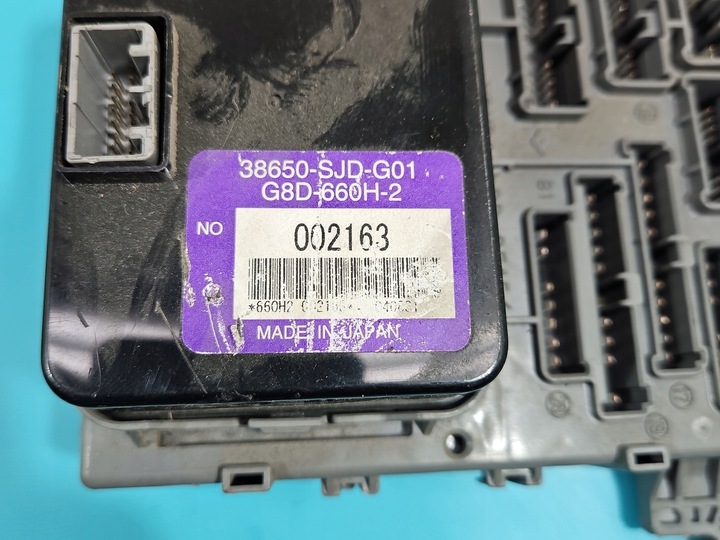 38650-SJD-G01
G8D-660H-2
NO
002163
MADE IN JAPAN